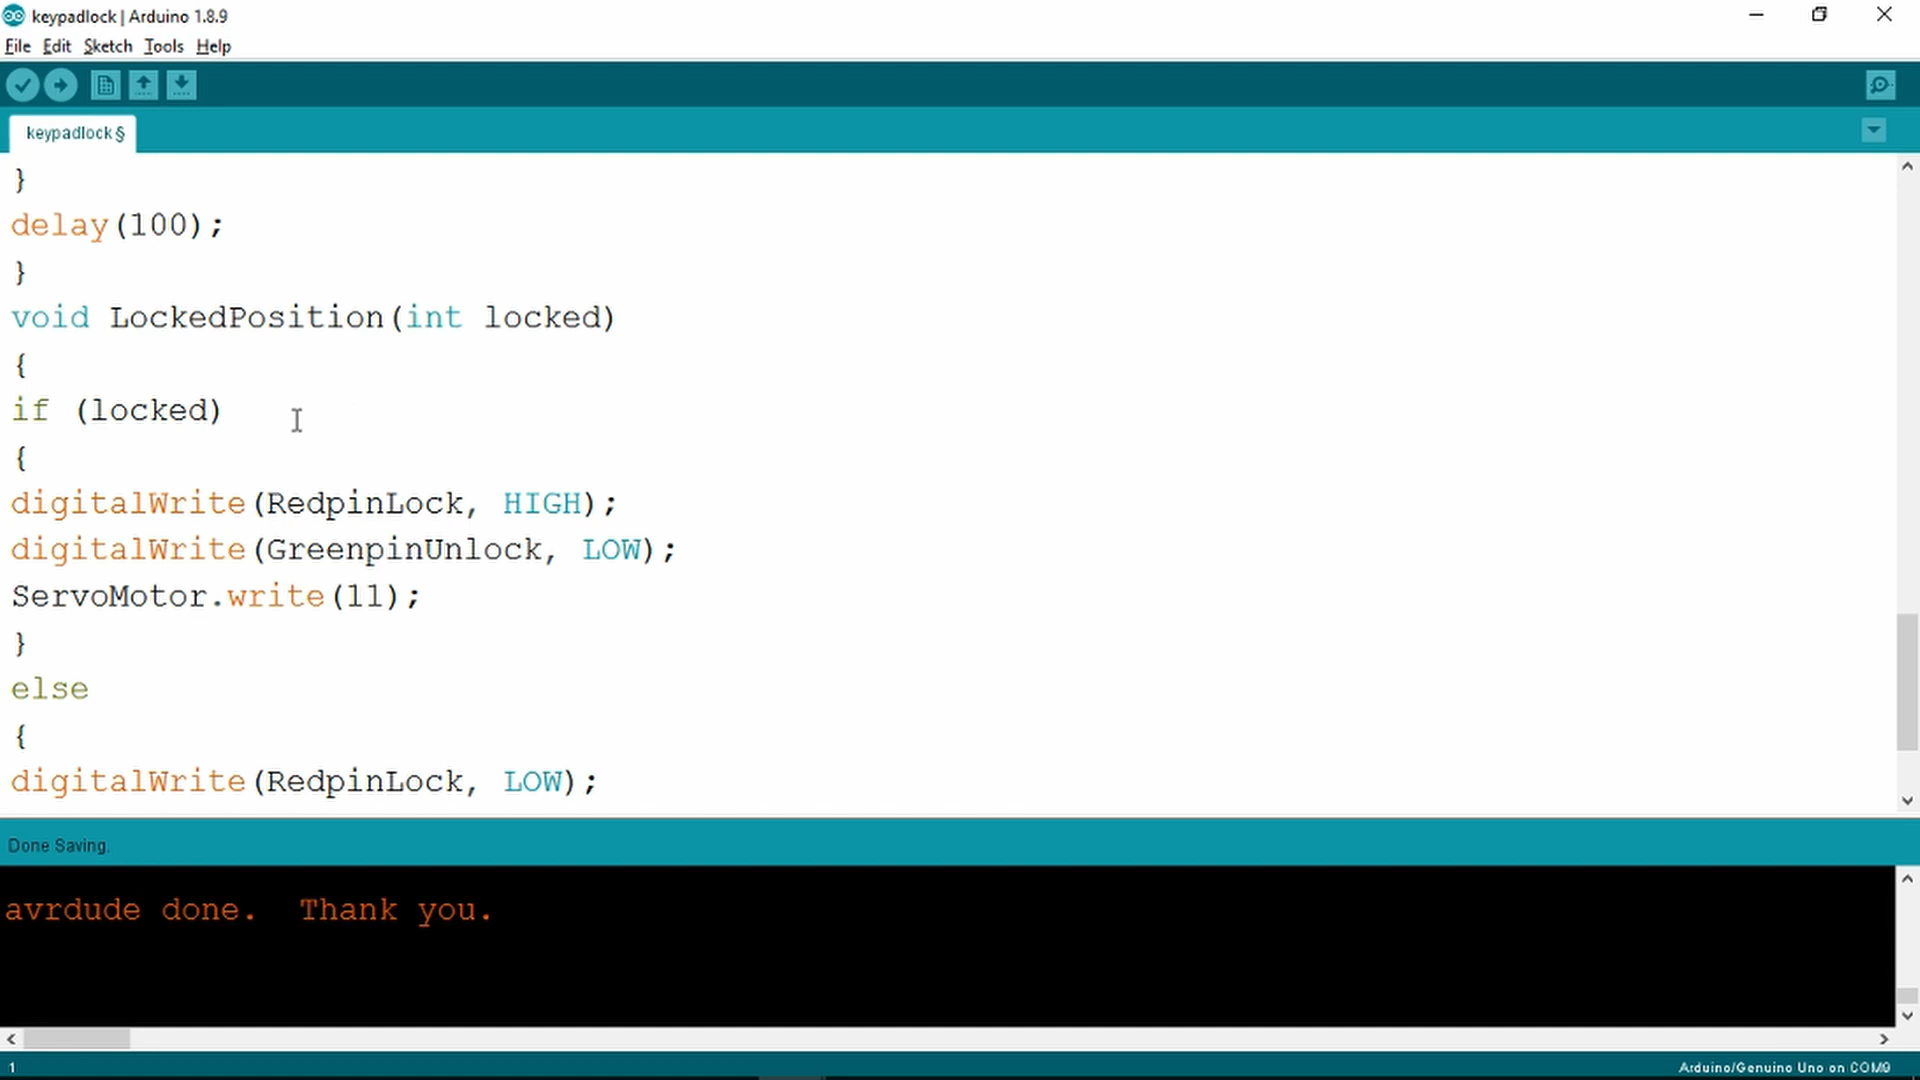 keypadlock | Arduino 1.8.9
File Edit Sketch Tools Help
keypadlock §
}
delay(100);
}
void LockedPosition(int locked)
{
if (locked)
{
digitalWrite(RedpinLock, HIGH);
digitalWrite(GreenpinUnlock, LOW);
ServoMotor.write(11);
}
else
{
digitalWrite(RedpinLock, LOW);
Done Saving.
avrdude done.  Thank you.
1
Arduino/Genuino Uno on COM9